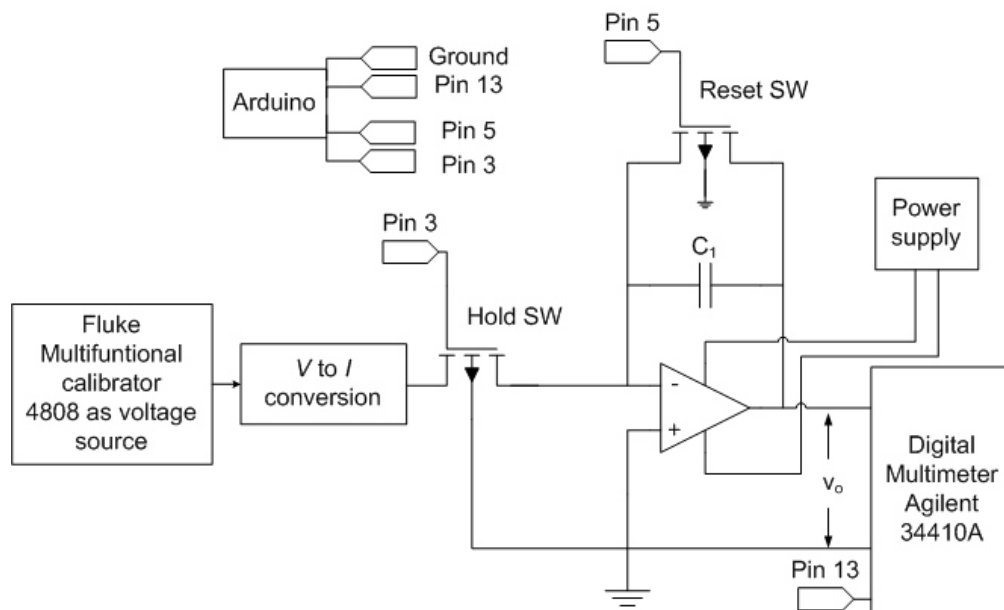 Pin 5
Ground
Pin 13
Arduino
Pin 5
Pin 3
Reset SW
Pin 3
Power
supply
C₁
Hold SW
Fluke
Multifuntional
calibrator
4808 as voltage
source
V to I
conversion
-
+
vₒ
Digital
Multimeter
Agilent
34410A
Pin 13